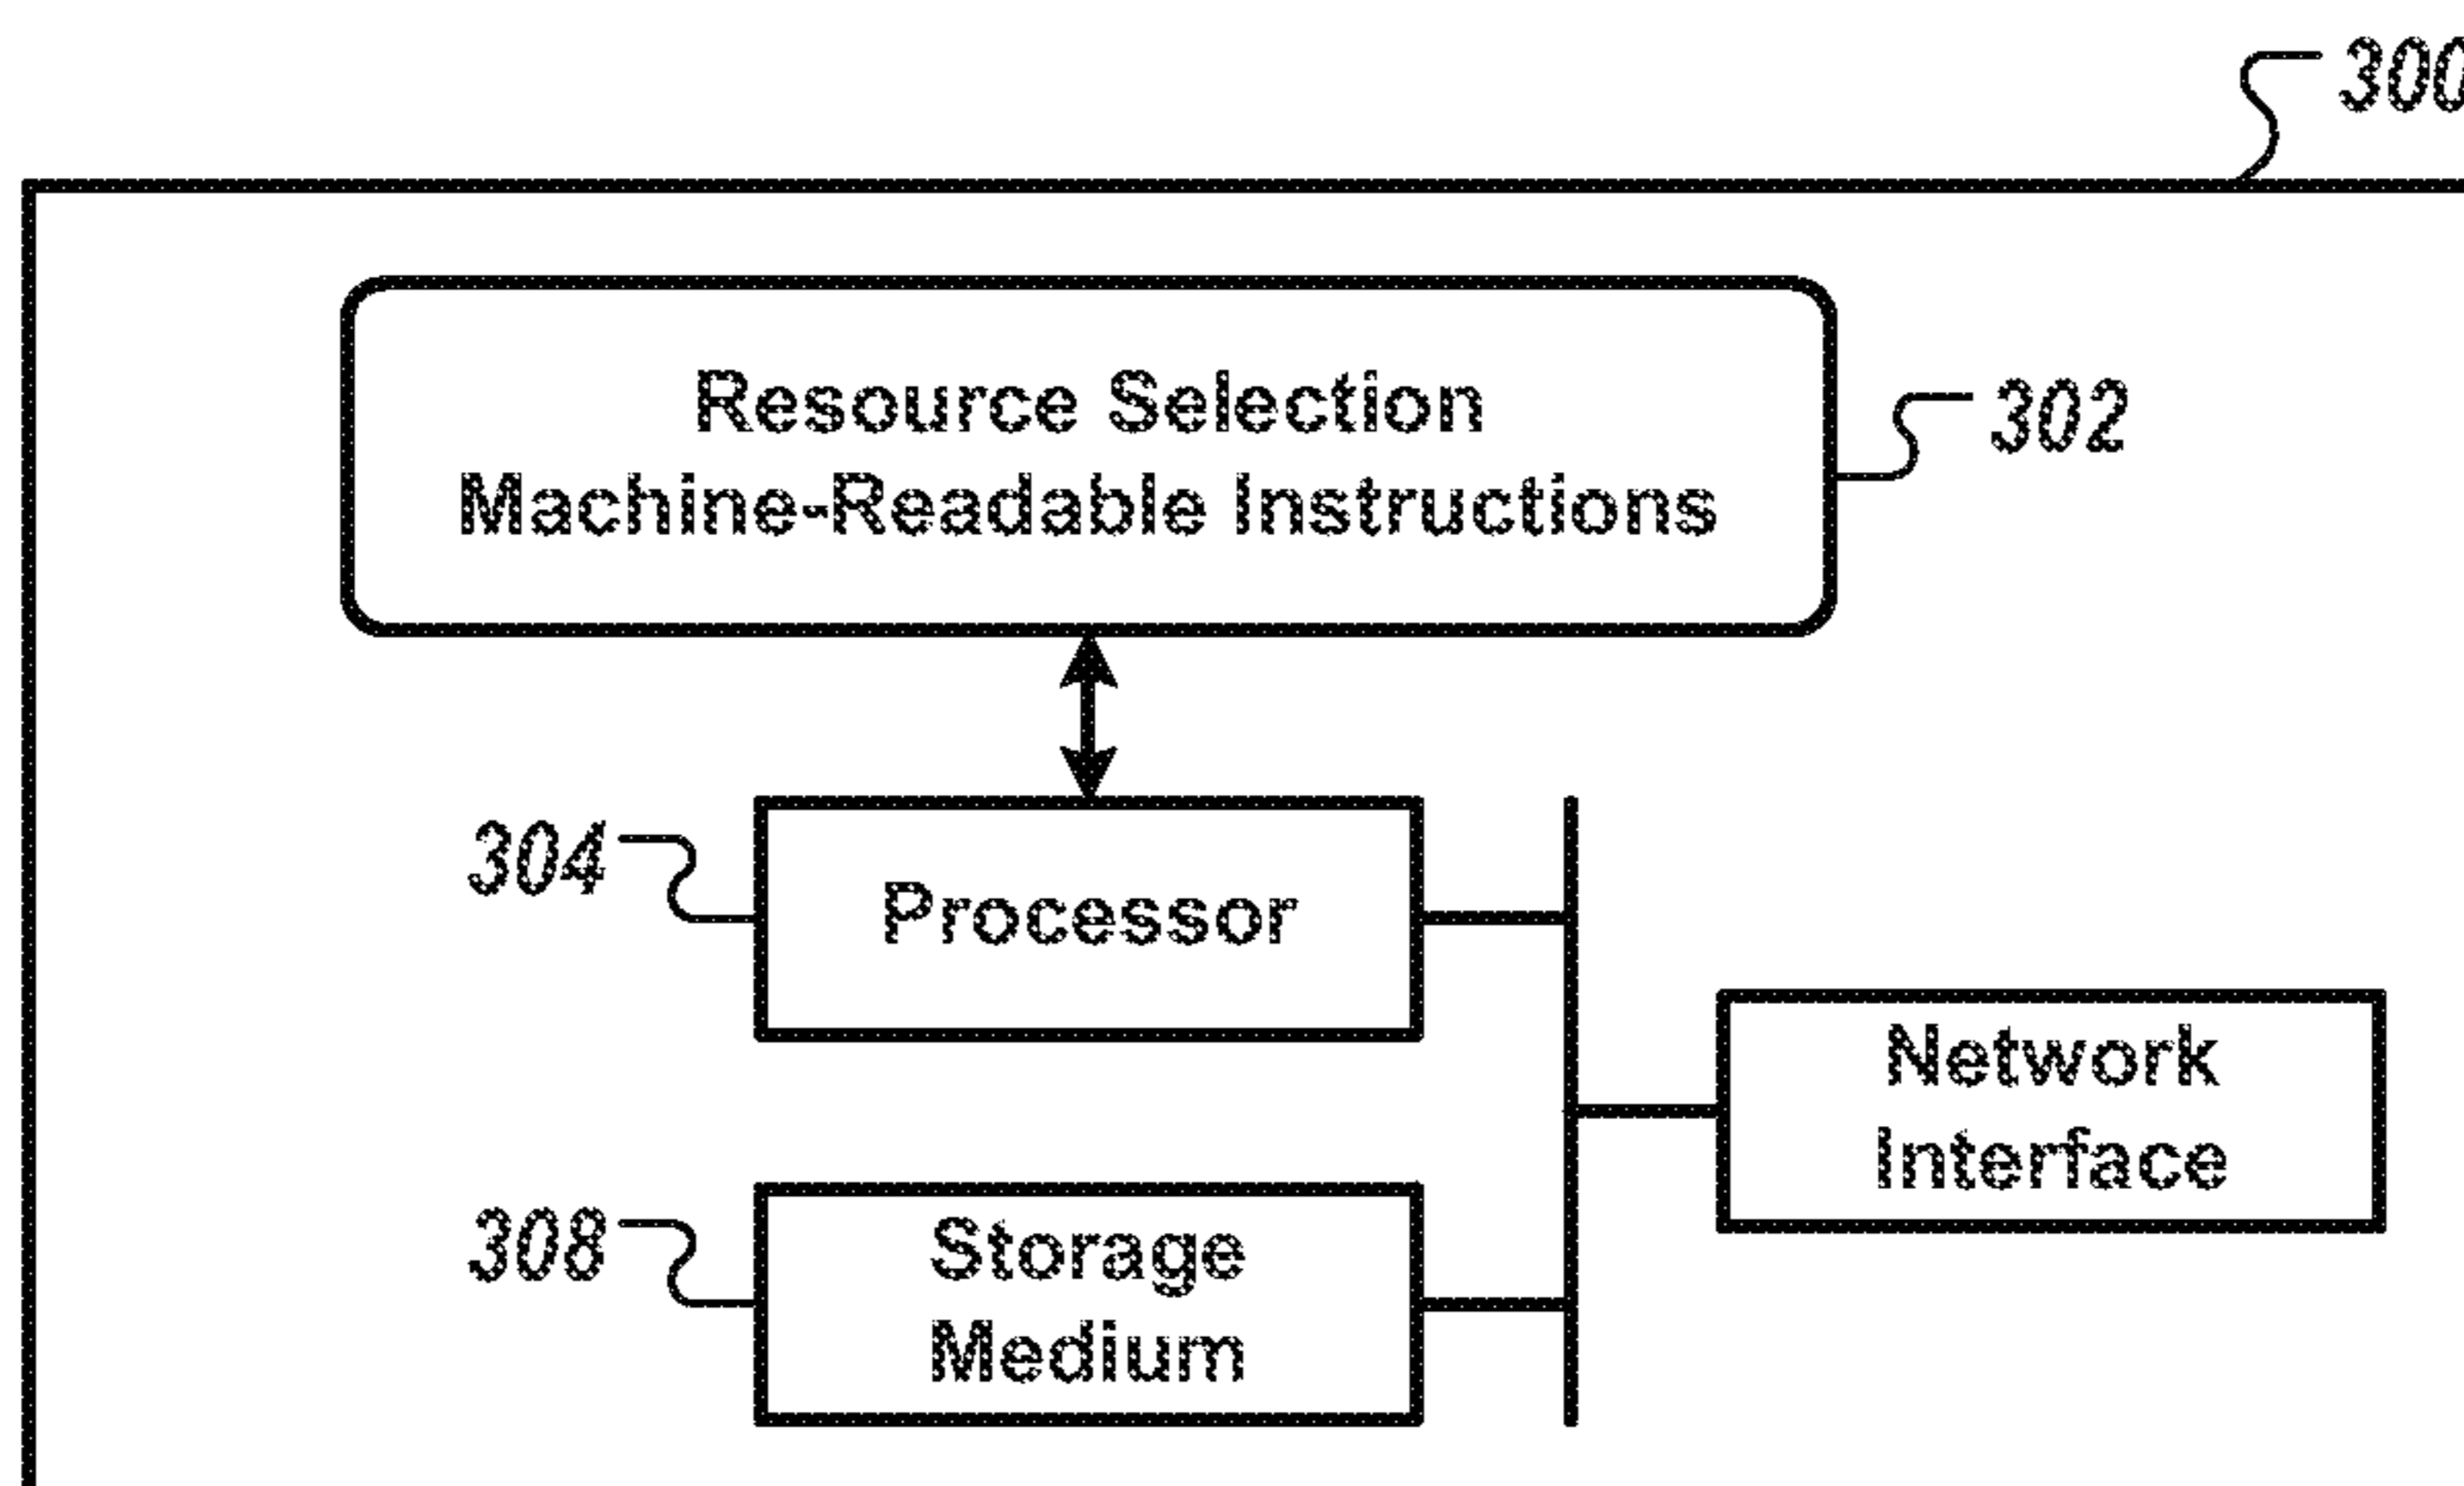 300
Resource Selection
Machine-Readable Instructions
302
304
Processor
Network
Interface
308
Storage
Medium